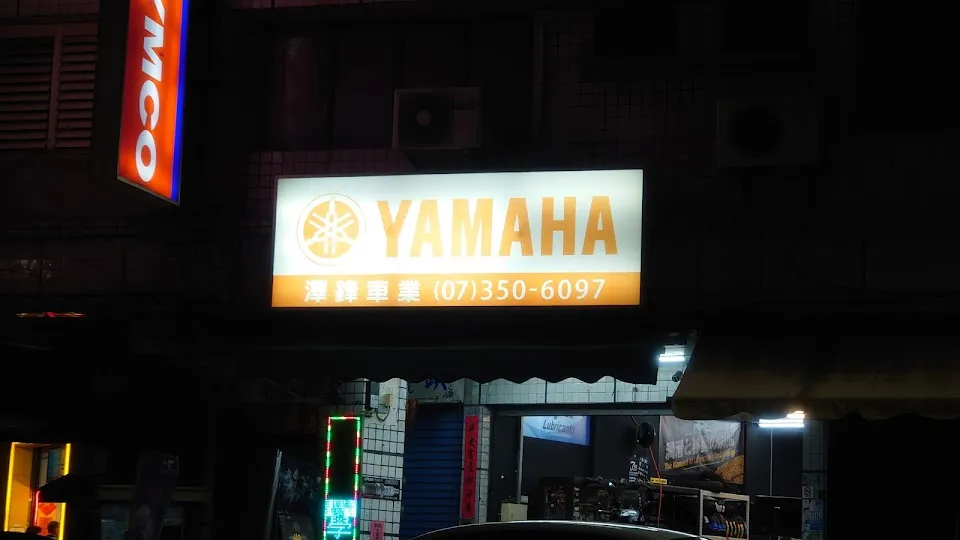 YMCO
YAMAHA
澤鋒車業 (07)350-6097
Lubricants